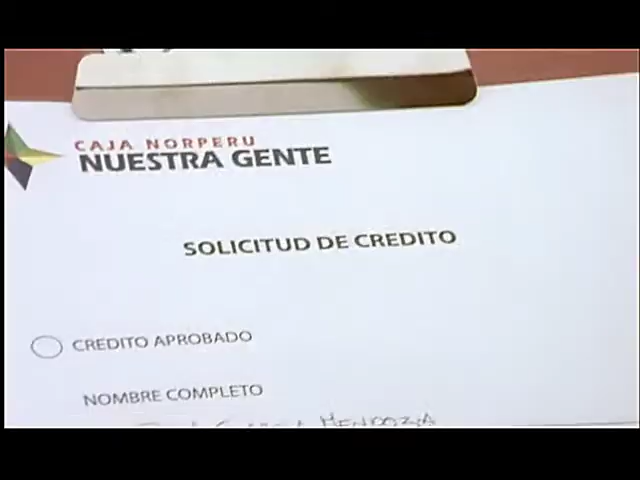 CAJA NORPERU
NUESTRA GENTE
SOLICITUD DE CREDITO
CREDITO APROBADO
NOMBRE COMPLETO